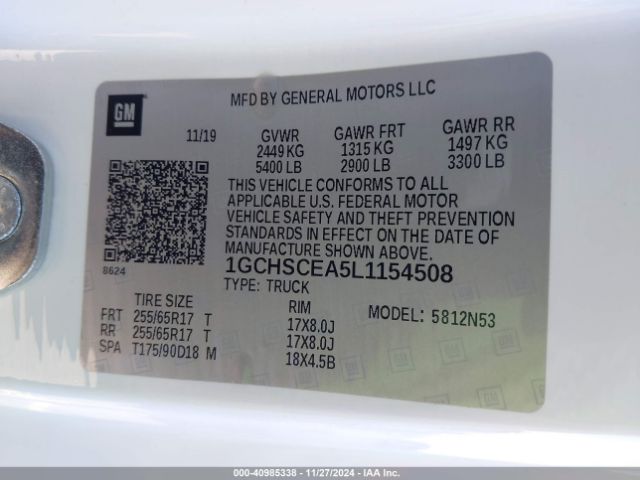 GM
MFD BY GENERAL MOTORS LLC
11/19 GVWR GAWR FRT GAWR RR
2449 KG 1315 KG 1497 KG
5400 LB 2900 LB 3300 LB
THIS VEHICLE CONFORMS TO ALL
APPLICABLE U.S. FEDERAL MOTOR
VEHICLE SAFETY AND THEFT PREVENTION
STANDARDS IN EFFECT ON THE DATE OF
MANUFACTURE SHOWN ABOVE.
8624
1GCHSCEA5L1154508
TYPE: TRUCK
TIRE SIZE RIM MODEL: 5812N53
FRT 255/65R17 T 17X8.0J
RR 255/65R17 T 17X8.0J
SPA T175/90D18 M 18X4.5B
000-40985338 - 11/27/2024 - IAA Inc.